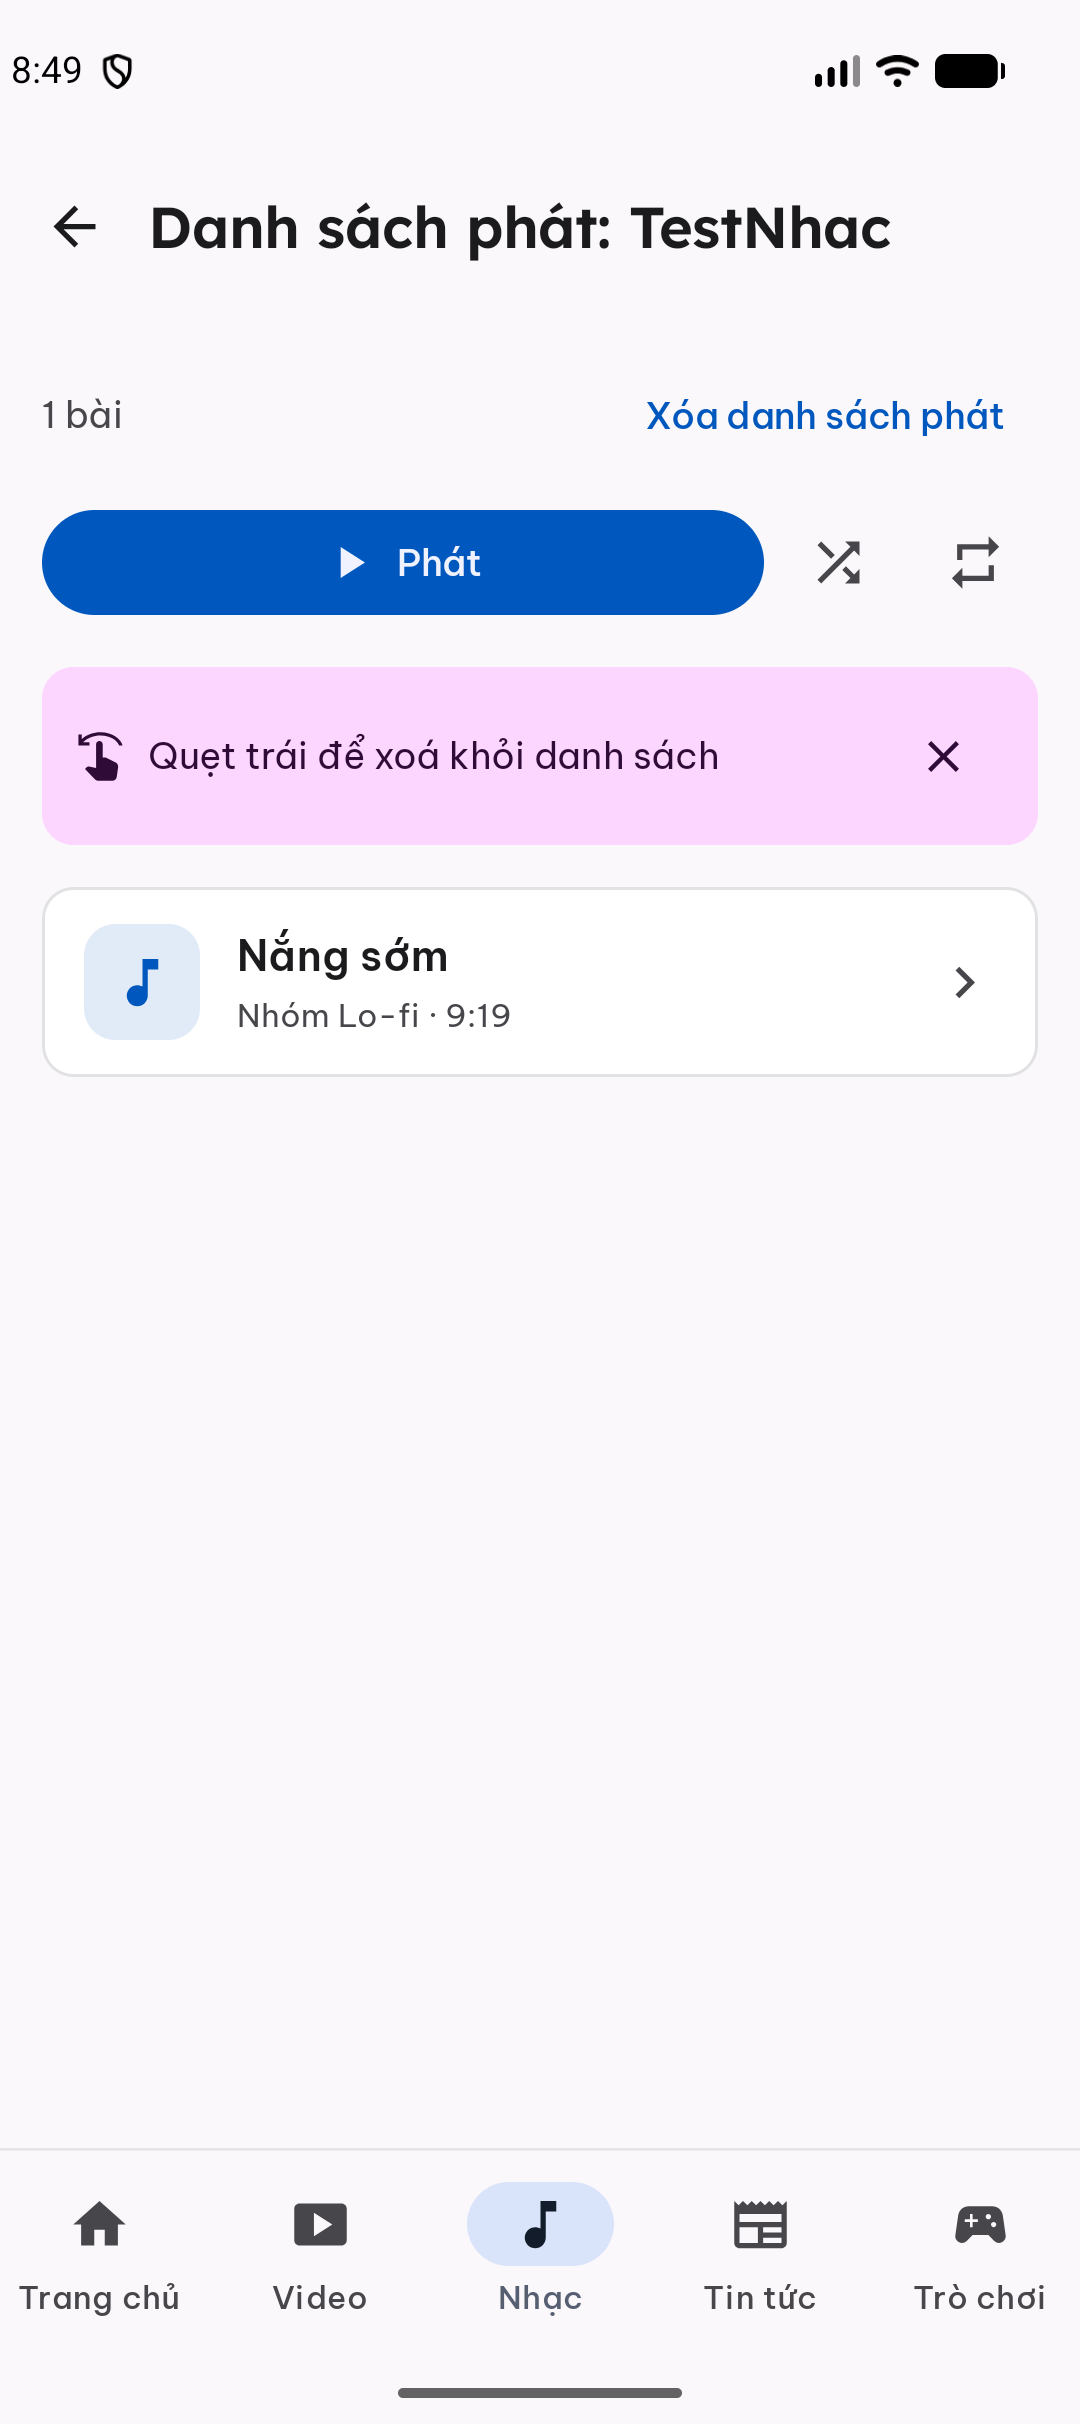 8:49
Danh sách phát: TestNhac
1 bài
Xóa danh sách phát
Phát
Quẹt trái để xoá khỏi danh sách
Nắng sớm
Nhóm Lo-fi · 9:19
Trang chủ
Video
Nhạc
Tin tức
Trò chơi